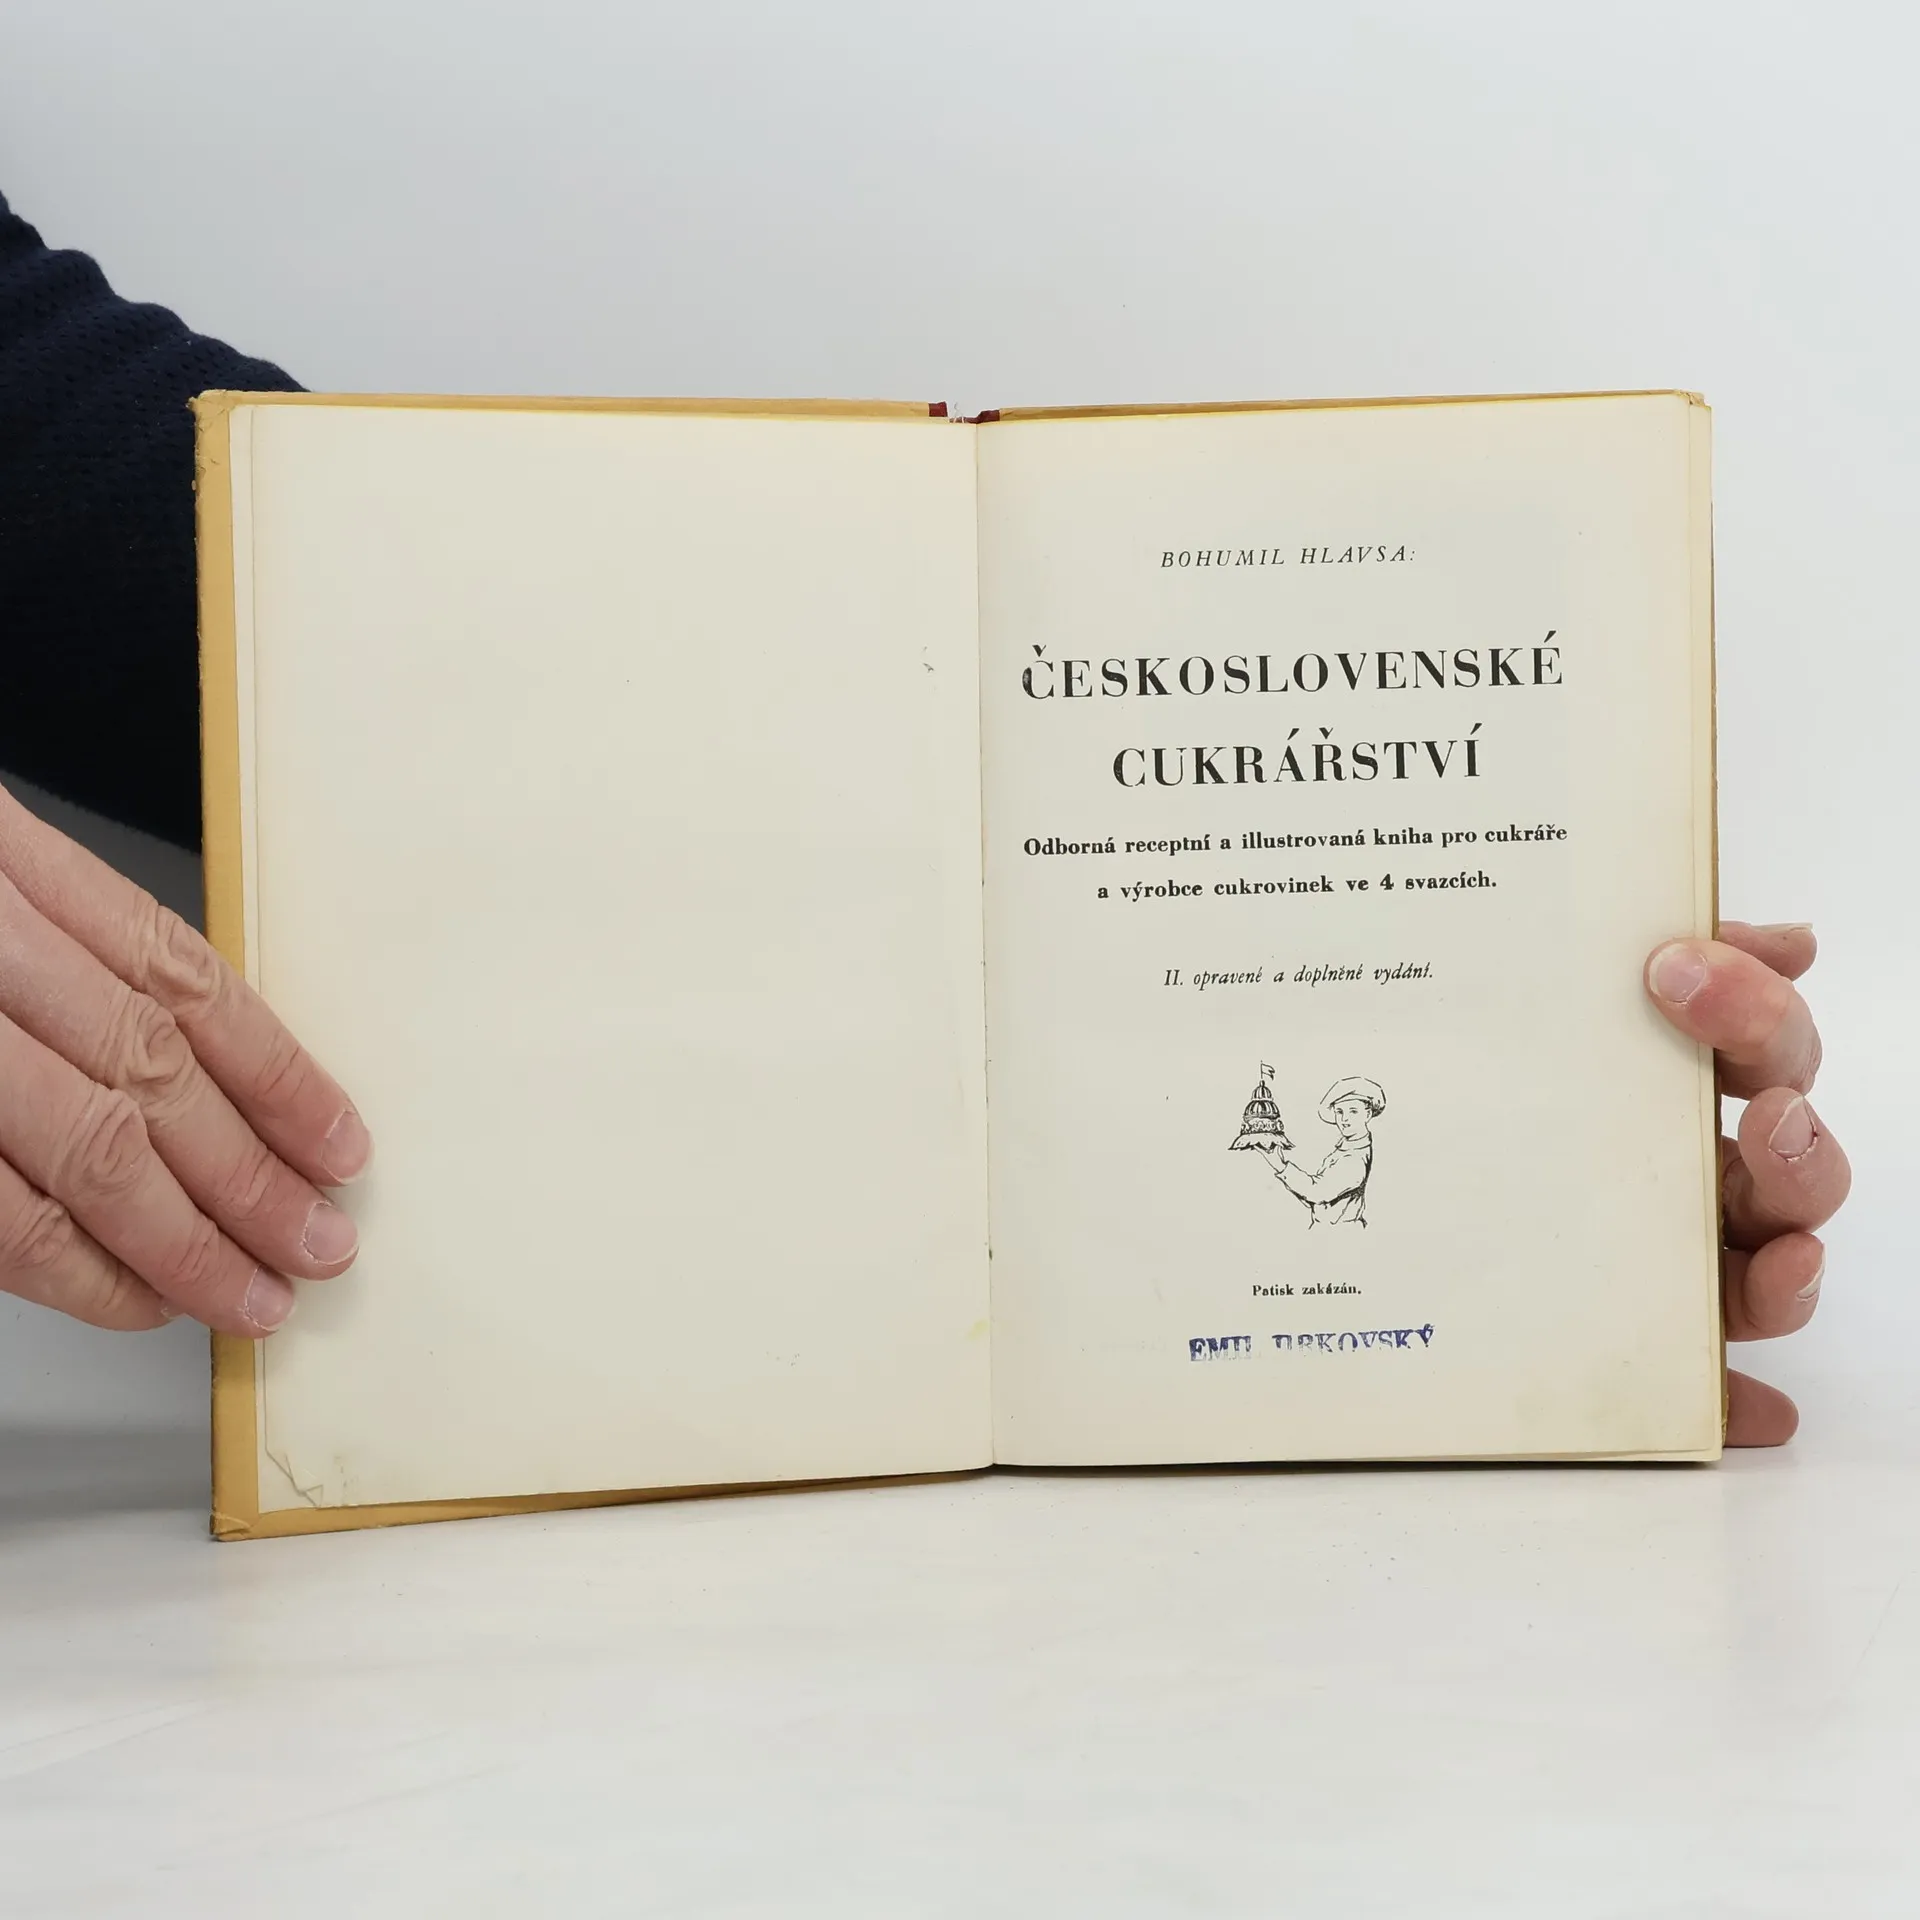 BOHUMIL HLAVSA:
ČESKOSLOVENSKÉ
CUKRÁŘSTVÍ
Odborná receptní a illustrovaná kniha pro cukráře
a výrobce cukrovinek ve 4 svazcích.
II. opravené a doplněné vydání.
Patisk zakázán.
EMIL